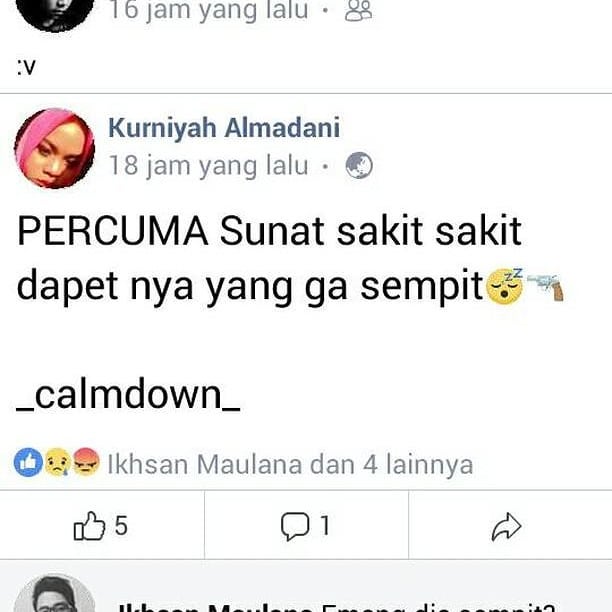 16 jam yang lalu ·
:v
Kurniyah Almadani
18 jam yang lalu ·
PERCUMA Sunat sakit sakit
dapet nya yang ga sempit😴🔫
_calmdown_
Ikhsan Maulana dan 4 lainnya
5
1
Ikhsan Maulana Emang dia sempit?